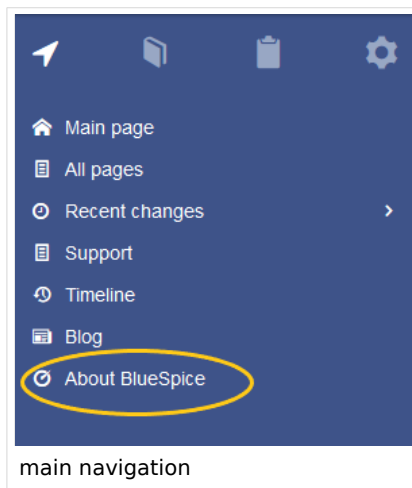 Main page
All pages
Recent changes
Support
Timeline
Blog
About BlueSpice
main navigation